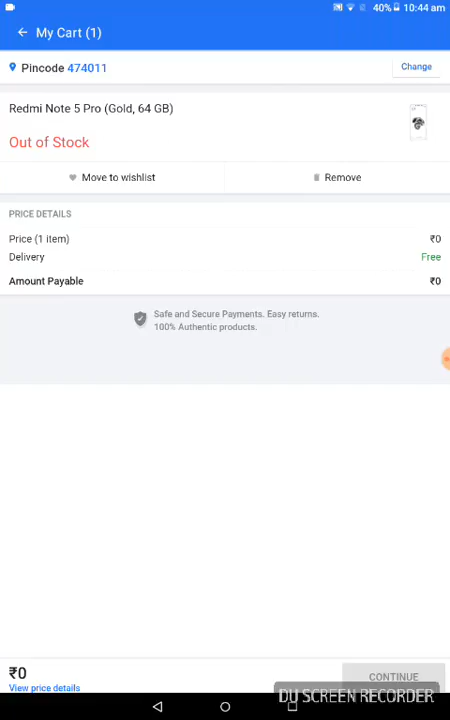 40% 10:44 am
My Cart (1)
Pincode 474011
Change
Redmi Note 5 Pro (Gold, 64 GB)
Out of Stock
Move to wishlist
Remove
PRICE DETAILS
Price (1 item) ₹0
Delivery Free
Amount Payable ₹0
Safe and Secure Payments. Easy returns.
100% Authentic products.
₹0
View price details
CONTINUE
DU SCREEN RECORDER